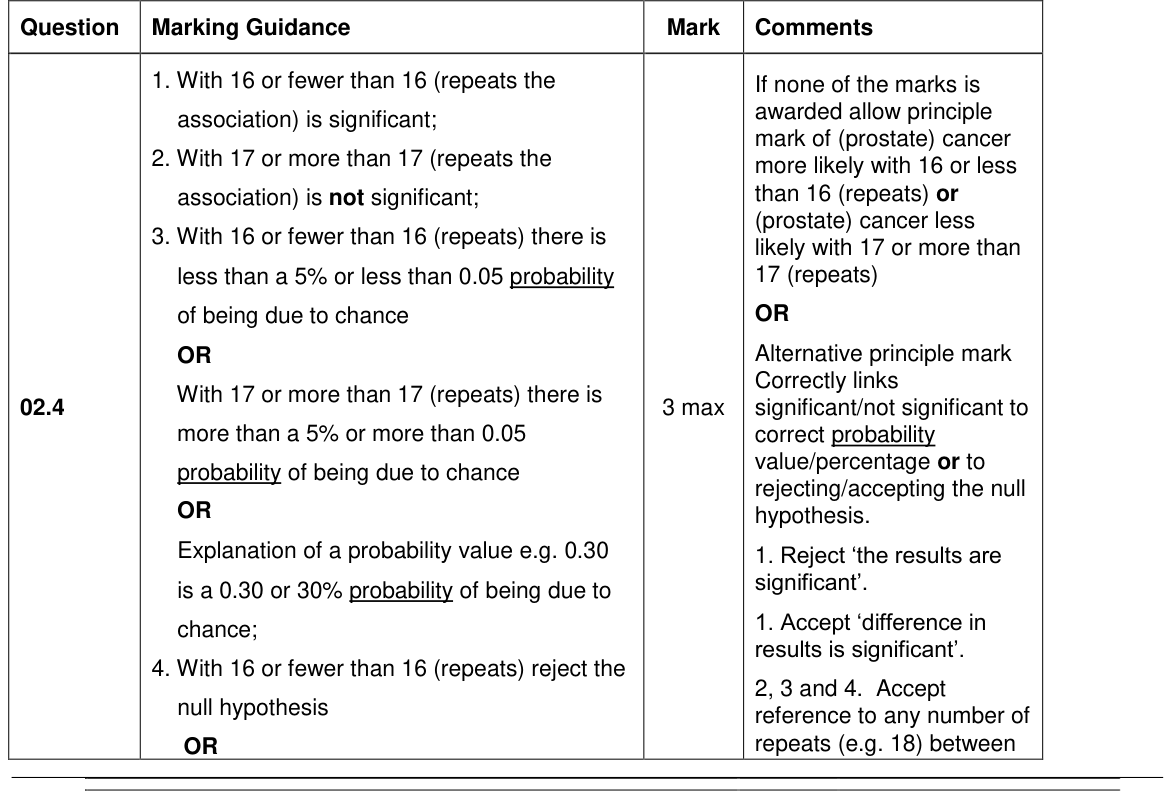 Question Marking Guidance Mark Comments
02.4
1. With 16 or fewer than 16 (repeats the
association) is significant;
2. With 17 or more than 17 (repeats the
association) is not significant;
3. With 16 or fewer than 16 (repeats) there is
less than a 5% or less than 0.05 probability
of being due to chance
OR
With 17 or more than 17 (repeats) there is
more than a 5% or more than 0.05
probability of being due to chance
OR
Explanation of a probability value e.g. 0.30
is a 0.30 or 30% probability of being due to
chance;
4. With 16 or fewer than 16 (repeats) reject the
null hypothesis
OR
3 max
If none of the marks is
awarded allow principle
mark of (prostate) cancer
more likely with 16 or less
than 16 (repeats) or
(prostate) cancer less
likely with 17 or more than
17 (repeats)
OR
Alternative principle mark
Correctly links
significant/not significant to
correct probability
value/percentage or to
rejecting/accepting the null
hypothesis.
1. Reject ‘the results are
significant’.
1. Accept ‘difference in
results is significant’.
2, 3 and 4.  Accept
reference to any number of
repeats (e.g. 18) between